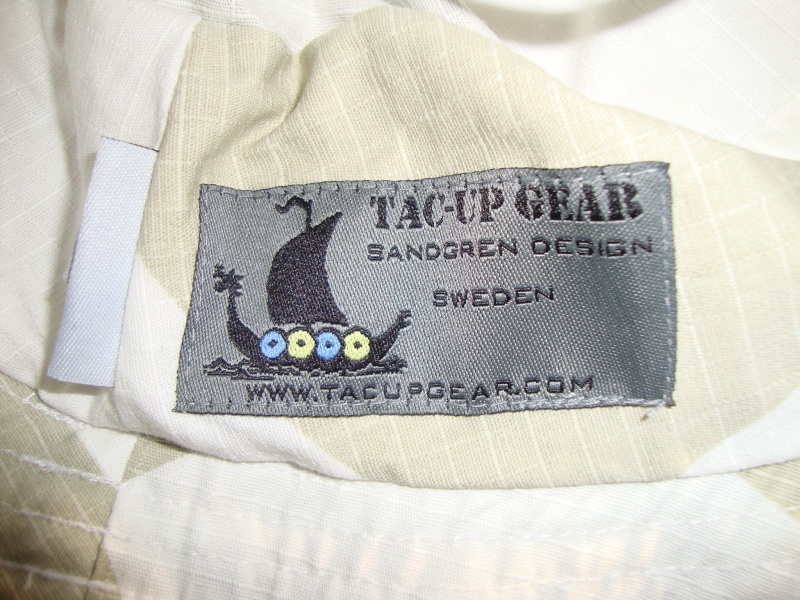 TAC-UP GEAR
SANDGREN DESIGN
SWEDEN
WWW.TACUPGEAR.COM